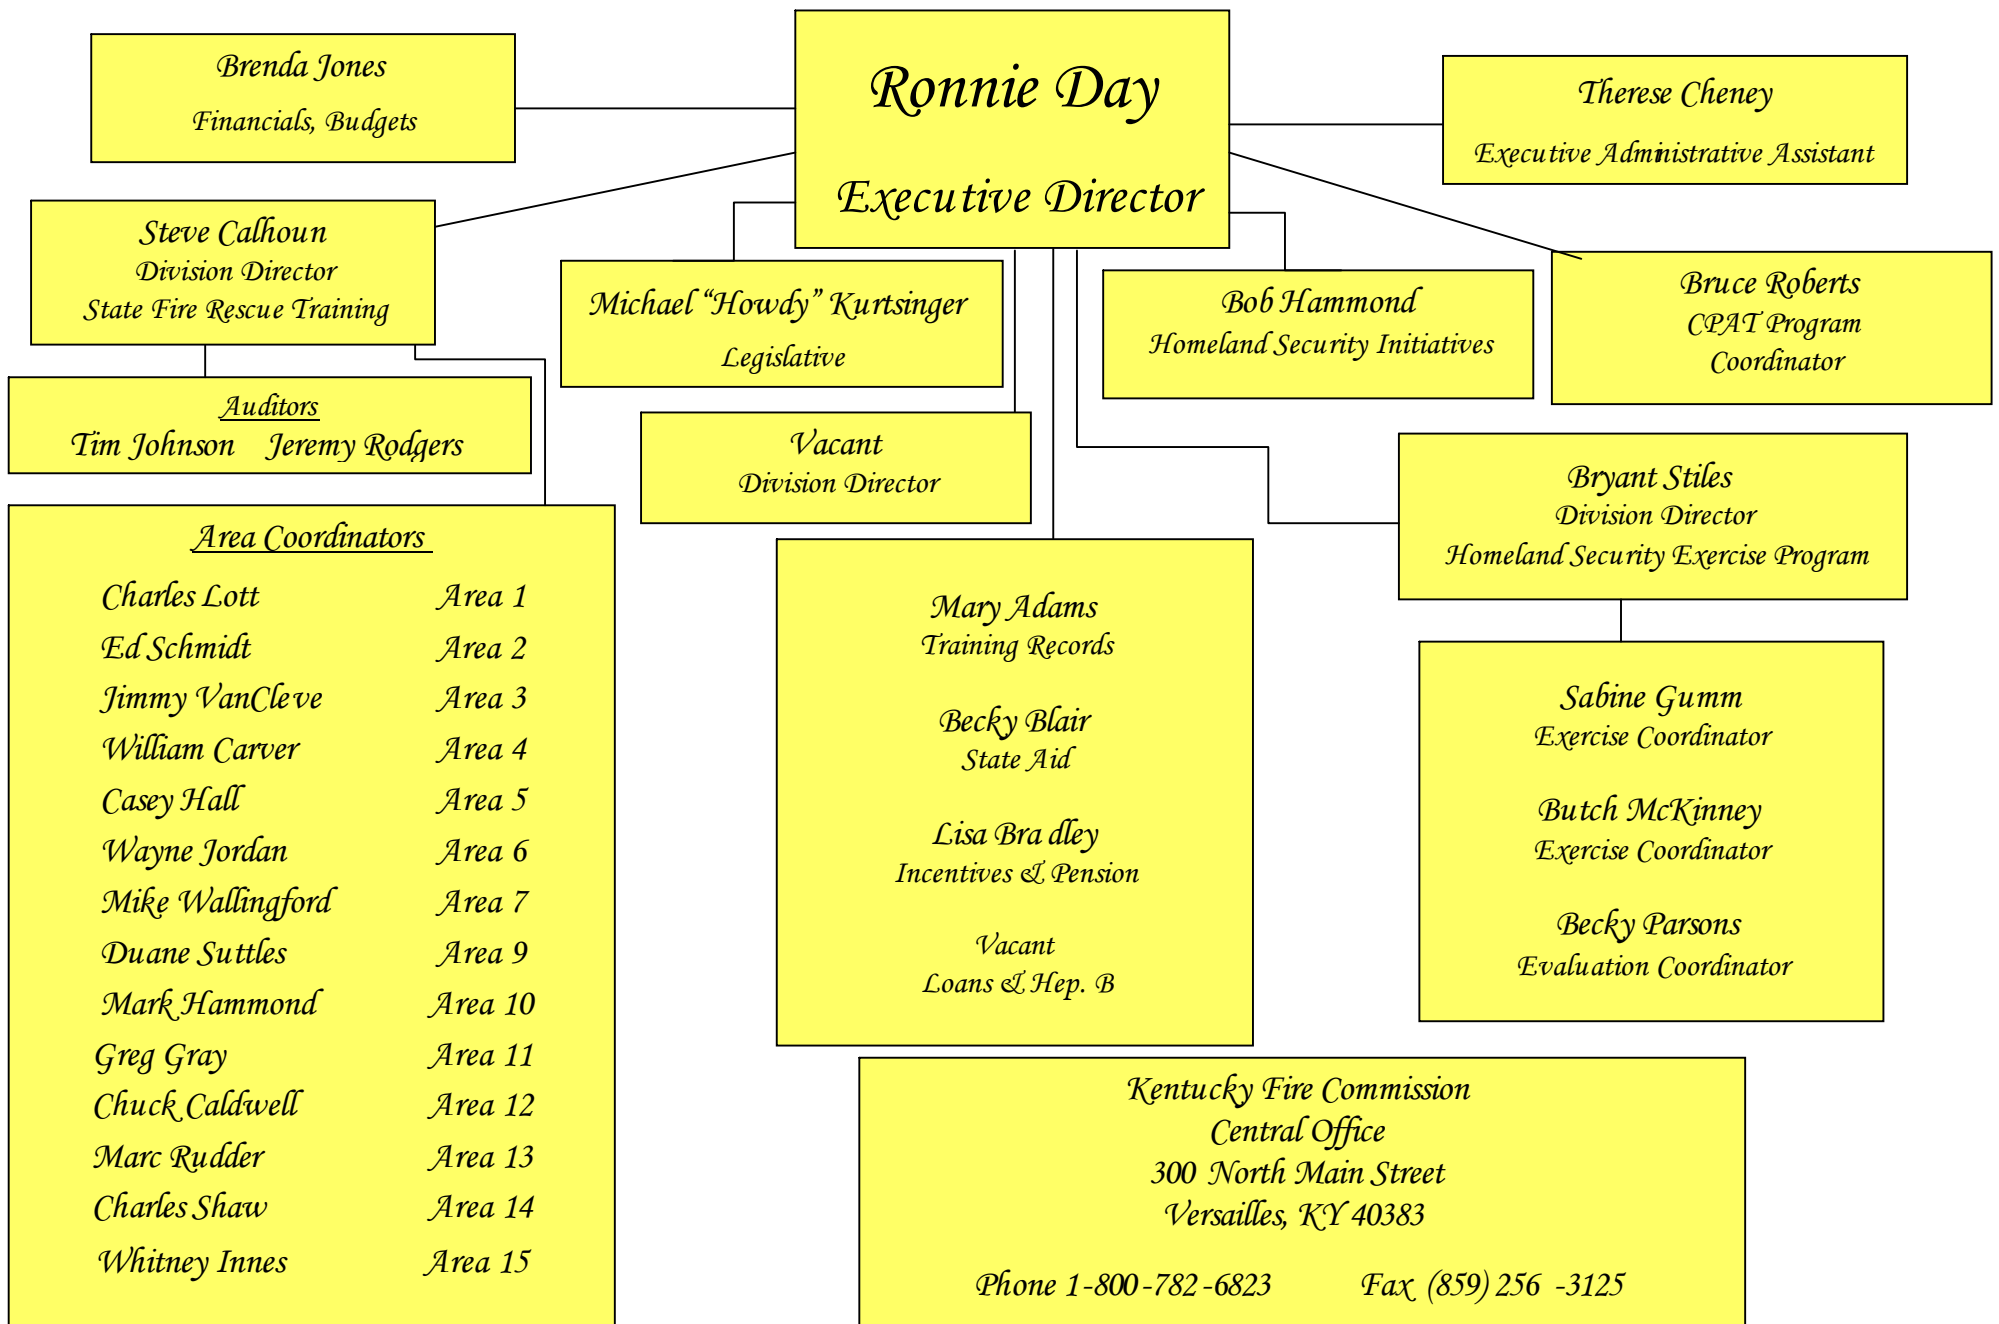 Ronnie Day
Executive Director
Brenda Jones
Financials, Budgets
Therese Cheney
Executive Administrative Assistant
Steve Calhoun
Division Director
State Fire Rescue Training
Michael “Howdy” Kurtsinger
Legislative
Bob Hammond
Homeland Security Initiatives
Bruce Roberts
CPAT Program
Coordinator
Auditors
Tim Johnson Jeremy Rodgers
Vacant
Division Director
Bryant Stiles
Division Director
Homeland Security Exercise Program
Area Coordinators
Charles Lott Area 1
Ed Schmidt Area 2
Jimmy VanCleve Area 3
William Carver Area 4
Casey Hall Area 5
Wayne Jordan Area 6
Mike Wallingford Area 7
Duane Suttles Area 9
Mark Hammond Area 10
Greg Gray Area 11
Chuck Caldwell Area 12
Marc Rudder Area 13
Charles Shaw Area 14
Whitney Innes Area 15
Mary Adams
Training Records
Becky Blair
State Aid
Lisa Bradley
Incentives & Pension
Vacant
Loans & Hep. B
Sabine Gumm
Exercise Coordinator
Butch McKinney
Exercise Coordinator
Becky Parsons
Evaluation Coordinator
Kentucky Fire Commission
Central Office
300 North Main Street
Versailles, KY 40383
Phone 1-800-782-6823 Fax (859) 256 -3125